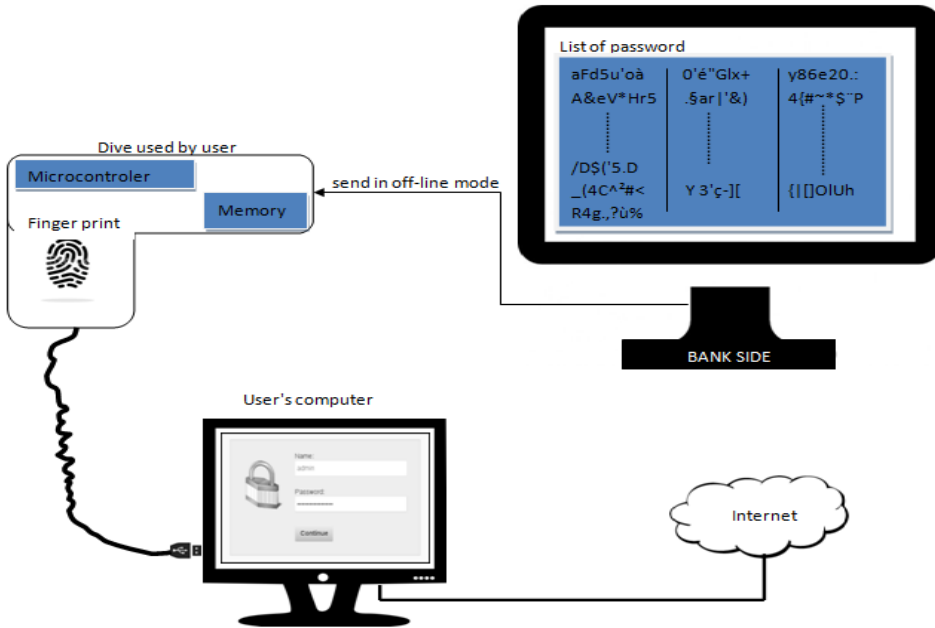 List of password
aFd5u'oà
A&eV*Hr5
/D$('5.D
_(4C^²#<
R4g.,?ù%
0'é"Glx+
.§ar|'&)
Y 3'ç-][
y86e20.:
4{#~*$¨P
{|[]OlUh
BANK SIDE
Dive used by user
Microcontroler
Memory
Finger print
send in off-line mode
User's computer
Name:
admin
Password:
Continue
Internet